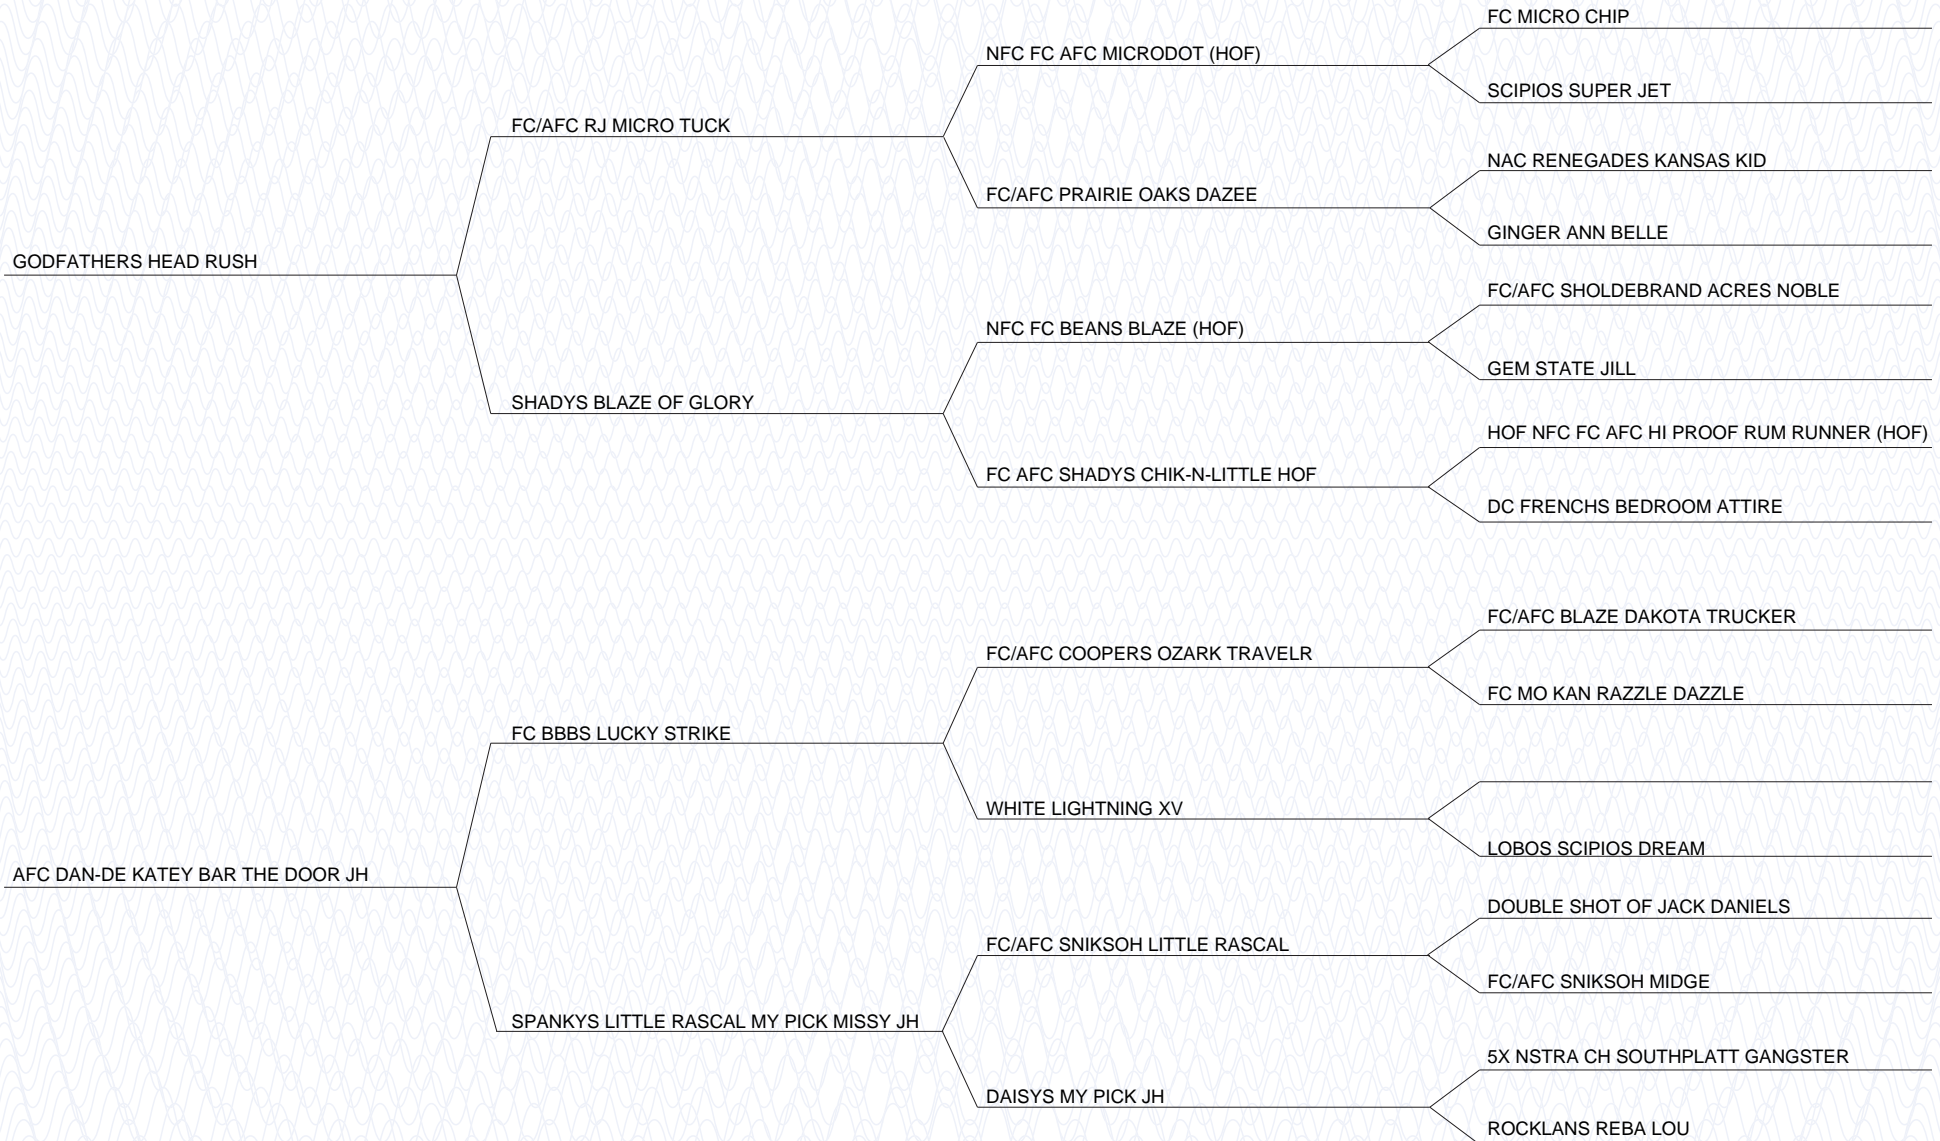 FC MICRO CHIP
NFC FC AFC MICRODOT (HOF)
SCIPIOS SUPER JET
FC/AFC RJ MICRO TUCK
NAC RENEGADES KANSAS KID
FC/AFC PRAIRIE OAKS DAZEE
GINGER ANN BELLE
GODFATHERS HEAD RUSH
FC/AFC SHOLDEBRAND ACRES NOBLE
NFC FC BEANS BLAZE (HOF)
GEM STATE JILL
SHADYS BLAZE OF GLORY
HOF NFC FC AFC HI PROOF RUM RUNNER (HOF)
FC AFC SHADYS CHIK-N-LITTLE HOF
DC FRENCHS BEDROOM ATTIRE
FC/AFC BLAZE DAKOTA TRUCKER
FC/AFC COOPERS OZARK TRAVELR
FC MO KAN RAZZLE DAZZLE
FC BBBS LUCKY STRIKE
WHITE LIGHTNING XV
LOBOS SCIPIOS DREAM
AFC DAN-DE KATEY BAR THE DOOR JH
DOUBLE SHOT OF JACK DANIELS
FC/AFC SNIKSOH LITTLE RASCAL
FC/AFC SNIKSOH MIDGE
SPANKYS LITTLE RASCAL MY PICK MISSY JH
5X NSTRA CH SOUTHPLATT GANGSTER
DAISYS MY PICK JH
ROCKLANS REBA LOU